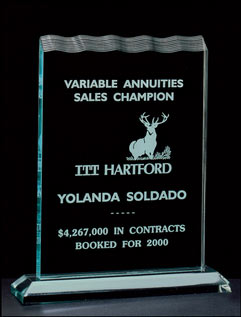 VARIABLE ANNUITIES
SALES CHAMPION
ITT HARTFORD
YOLANDA SOLDADO
-----
$4,267,000 IN CONTRACTS
BOOKED FOR 2000